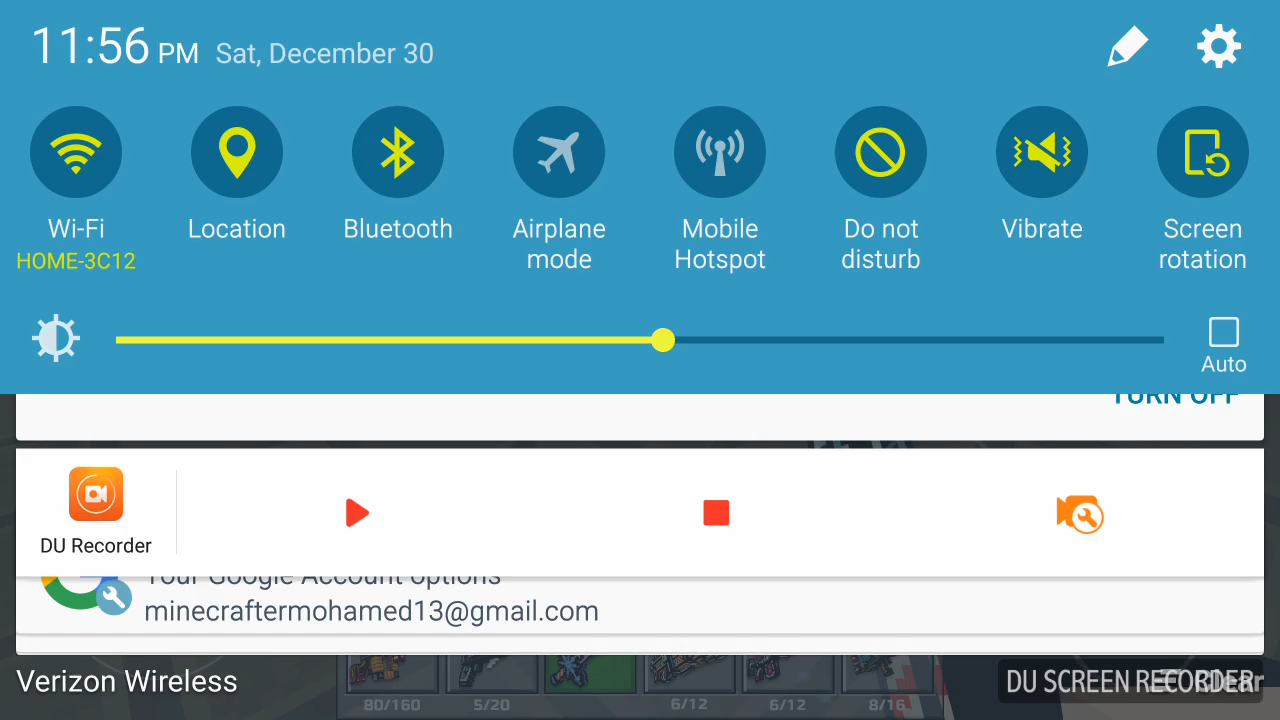 11:56 PM Sat, December 30
Wi-Fi
HOME-3C12
Location
Bluetooth
Airplane
mode
Mobile
Hotspot
Do not
disturb
Vibrate
Screen
rotation
Auto
TURN OFF
DU Recorder
Your Google Account options
minecraftermohamed13@gmail.com
Verizon Wireless
DU SCREEN RECORDER
80/160
5/20
6/12
6/12
8/16